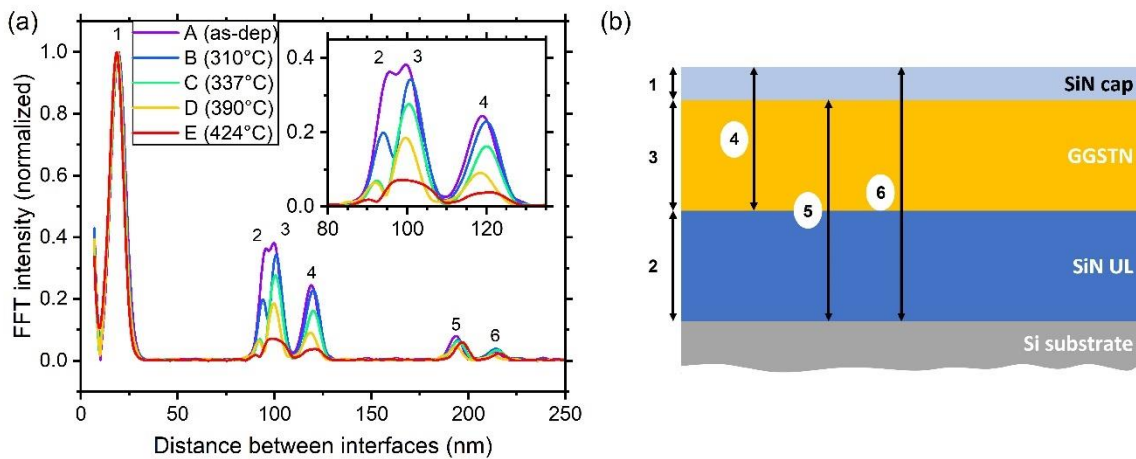 (a)
FFT intensity (normalized)
1.0
0.8
0.6
0.4
0.2
0.0
0
50
100
150
200
250
Distance between interfaces (nm)
1
2
3
4
5
6
A (as-dep)
B (310°C)
C (337°C)
D (390°C)
E (424°C)
0.4
0.2
0.0
80
100
120
2
3
4
(b)
1
SiN cap
3
4
GGSTN
6
5
2
SiN UL
Si substrate